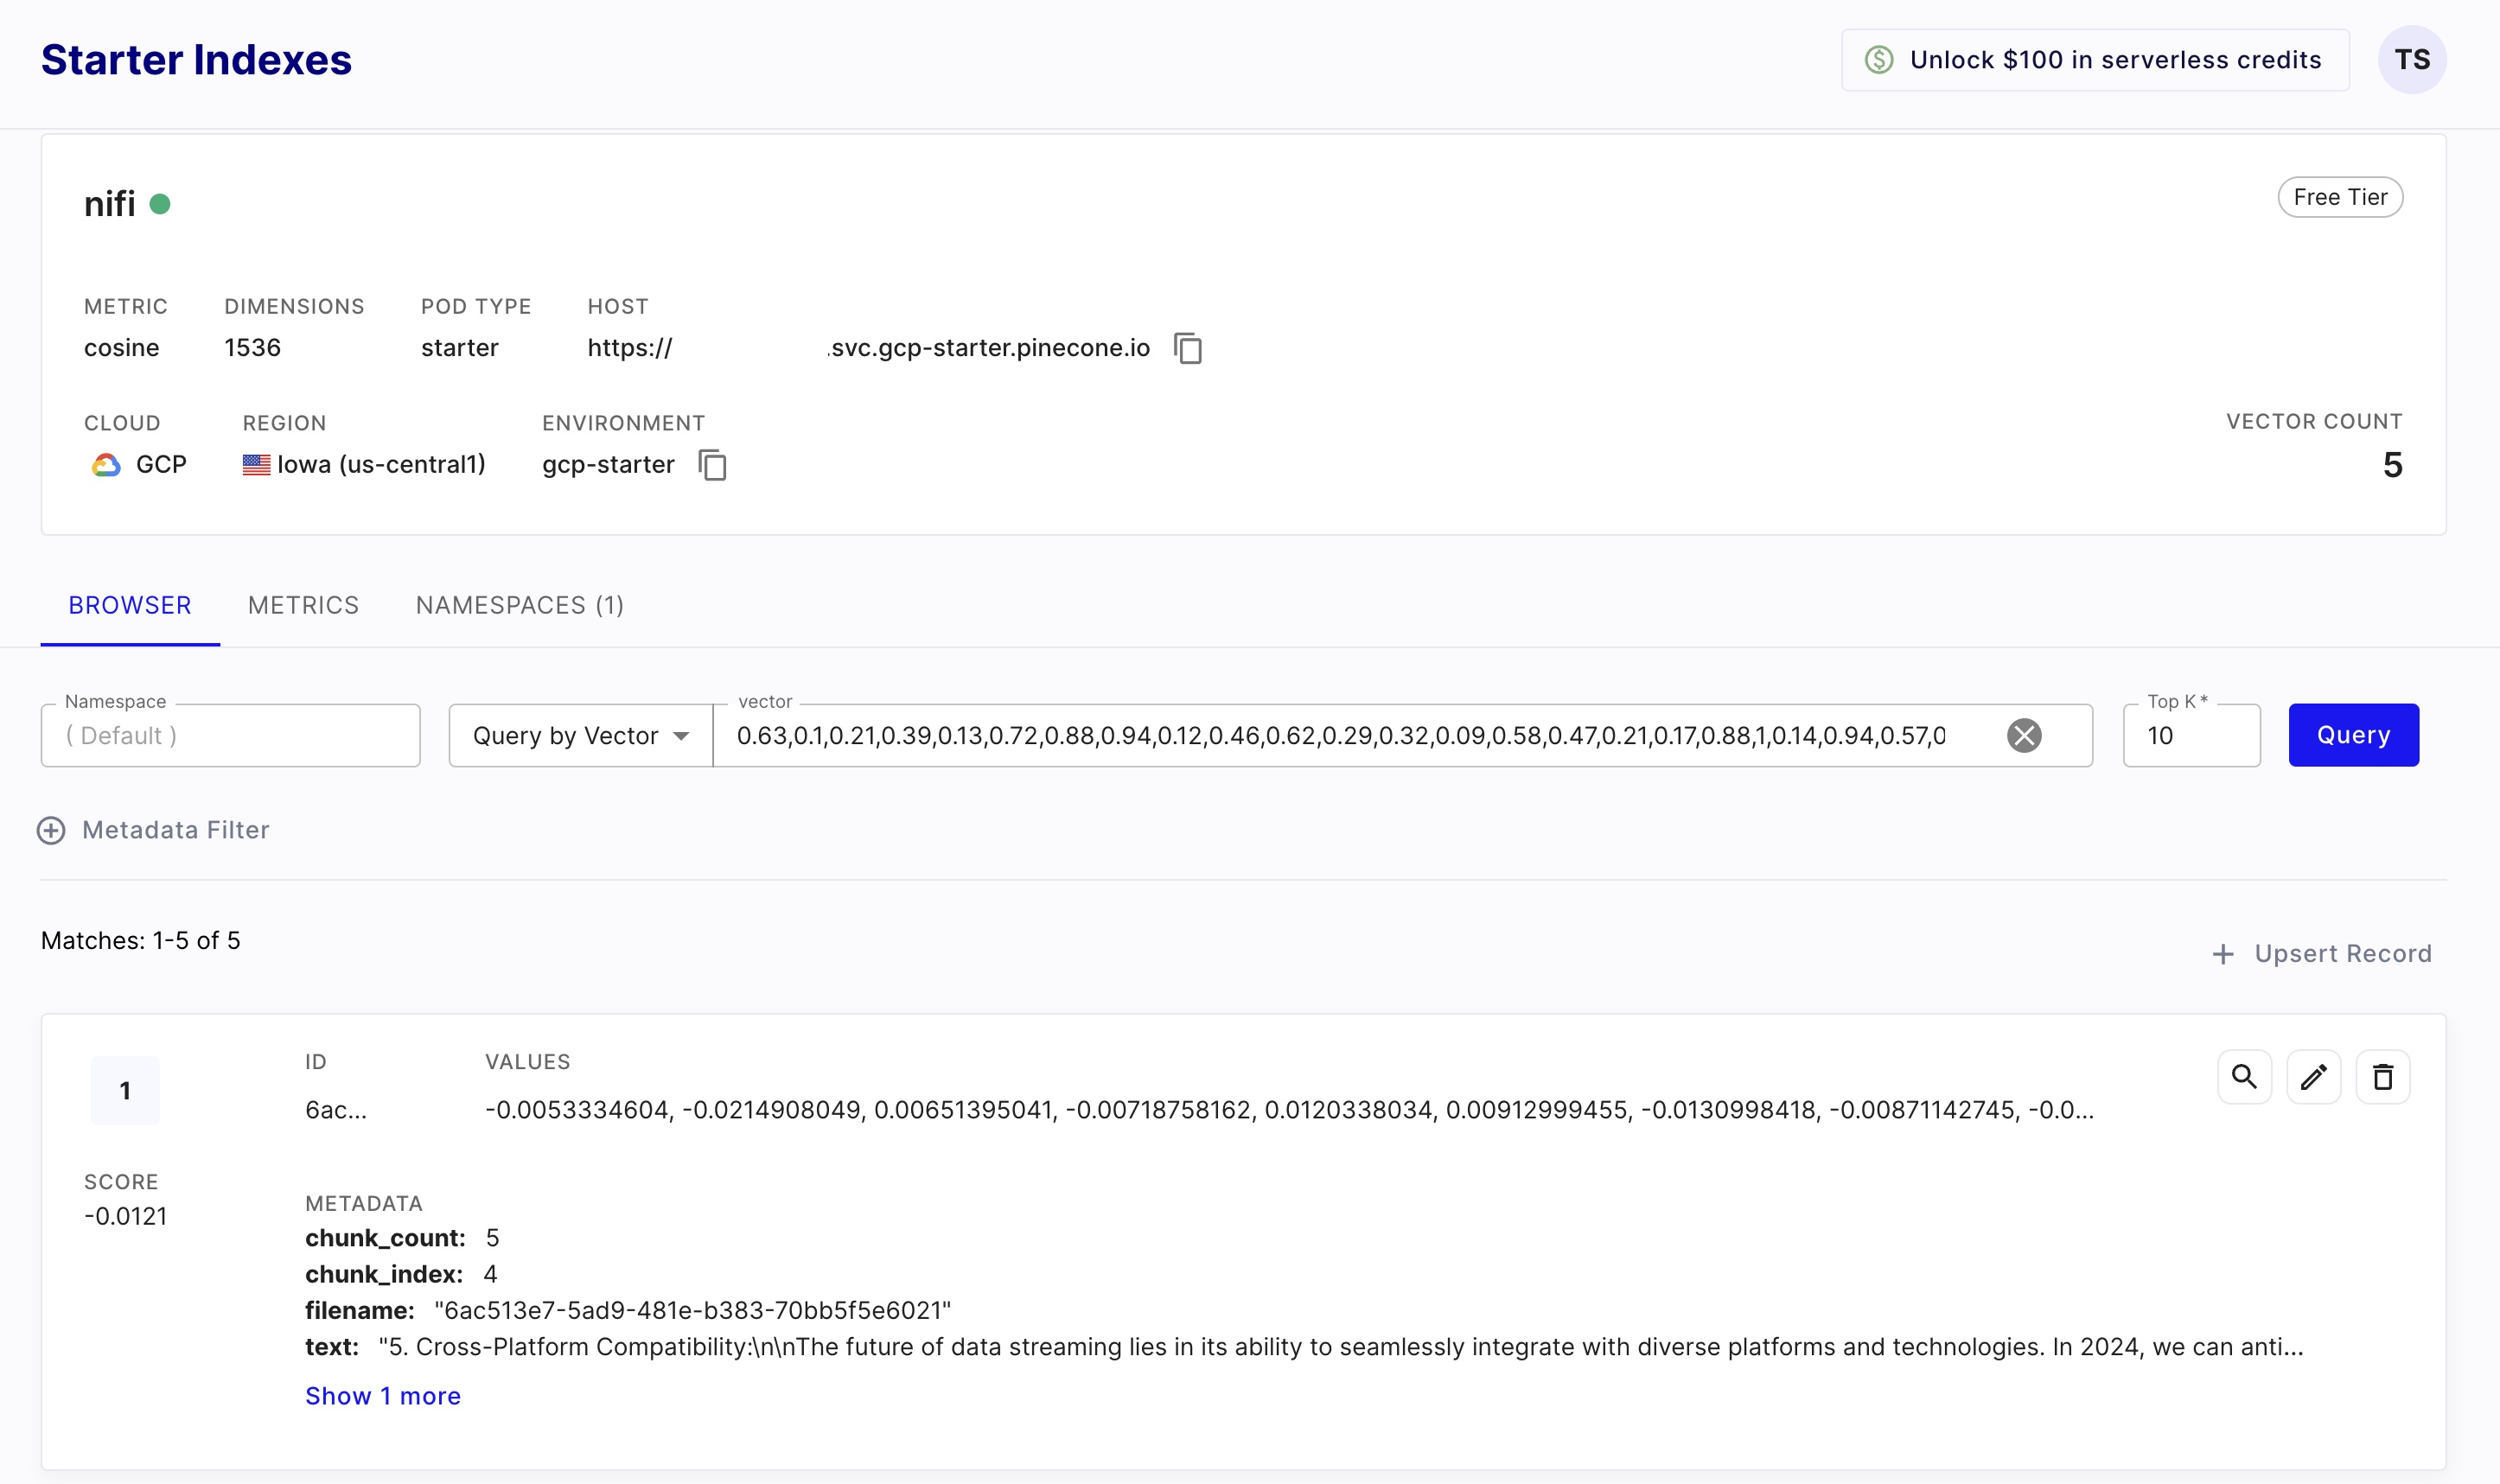 Starter Indexes
Unlock $100 in serverless credits
TS
nifi
Free Tier
METRIC DIMENSIONS POD TYPE HOST
cosine 1536 starter https:// .svc.gcp-starter.pinecone.io
CLOUD REGION ENVIRONMENT VECTOR COUNT
GCP Iowa (us-central1) gcp-starter 5
BROWSER METRICS NAMESPACES (1)
Namespace vector Top K *
( Default ) Query by Vector 0.63,0.1,0.21,0.39,0.13,0.72,0.88,0.94,0.12,0.46,0.62,0.29,0.32,0.09,0.58,0.47,0.21,0.17,0.88,1,0.14,0.94,0.57,0 10 Query
Metadata Filter
Matches: 1-5 of 5
Upsert Record
ID VALUES
1
6ac... -0.0053334604, -0.0214908049, 0.00651395041, -0.00718758162, 0.0120338034, 0.00912999455, -0.0130998418, -0.00871142745, -0.0...
SCORE
-0.0121
METADATA
chunk_count: 5
chunk_index: 4
filename: "6ac513e7-5ad9-481e-b383-70bb5f5e6021"
text: "5. Cross-Platform Compatibility:\n\nThe future of data streaming lies in its ability to seamlessly integrate with diverse platforms and technologies. In 2024, we can anti...
Show 1 more